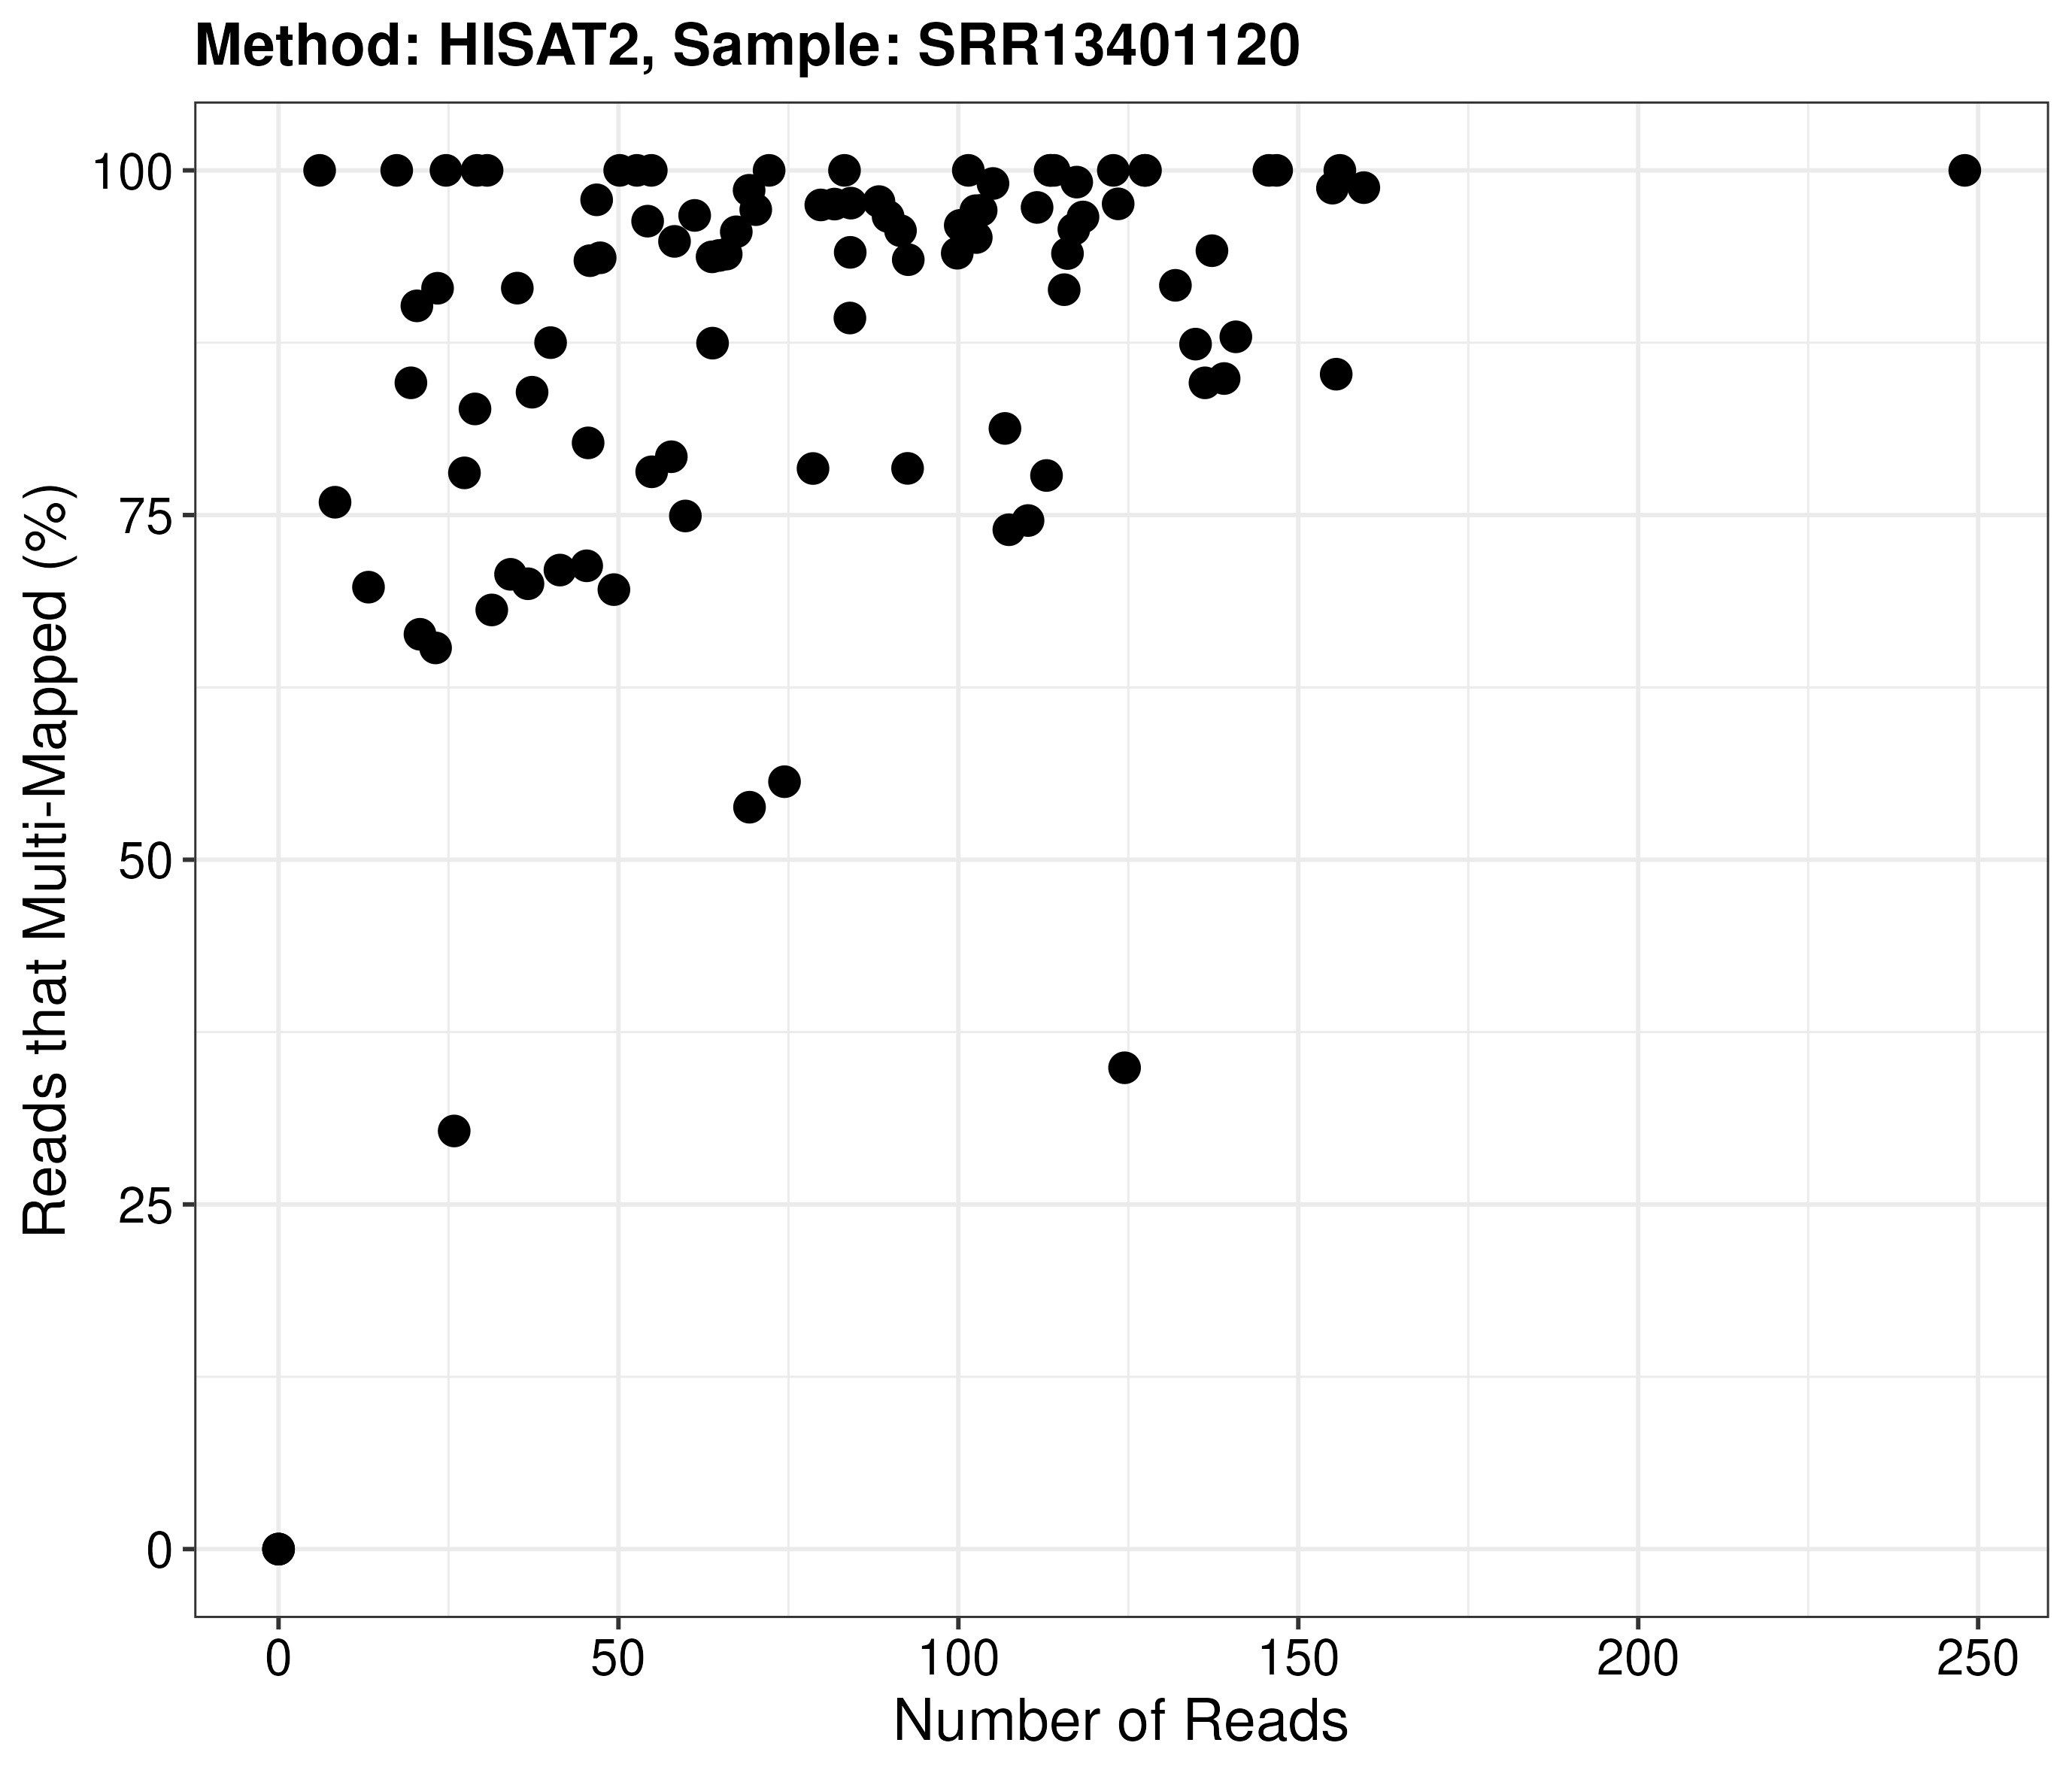 Method: HISAT2, Sample: SRR13401120
Reads that Multi-Mapped (%)
100
75
50
25
0
0 50 100 150 200 250
Number of Reads